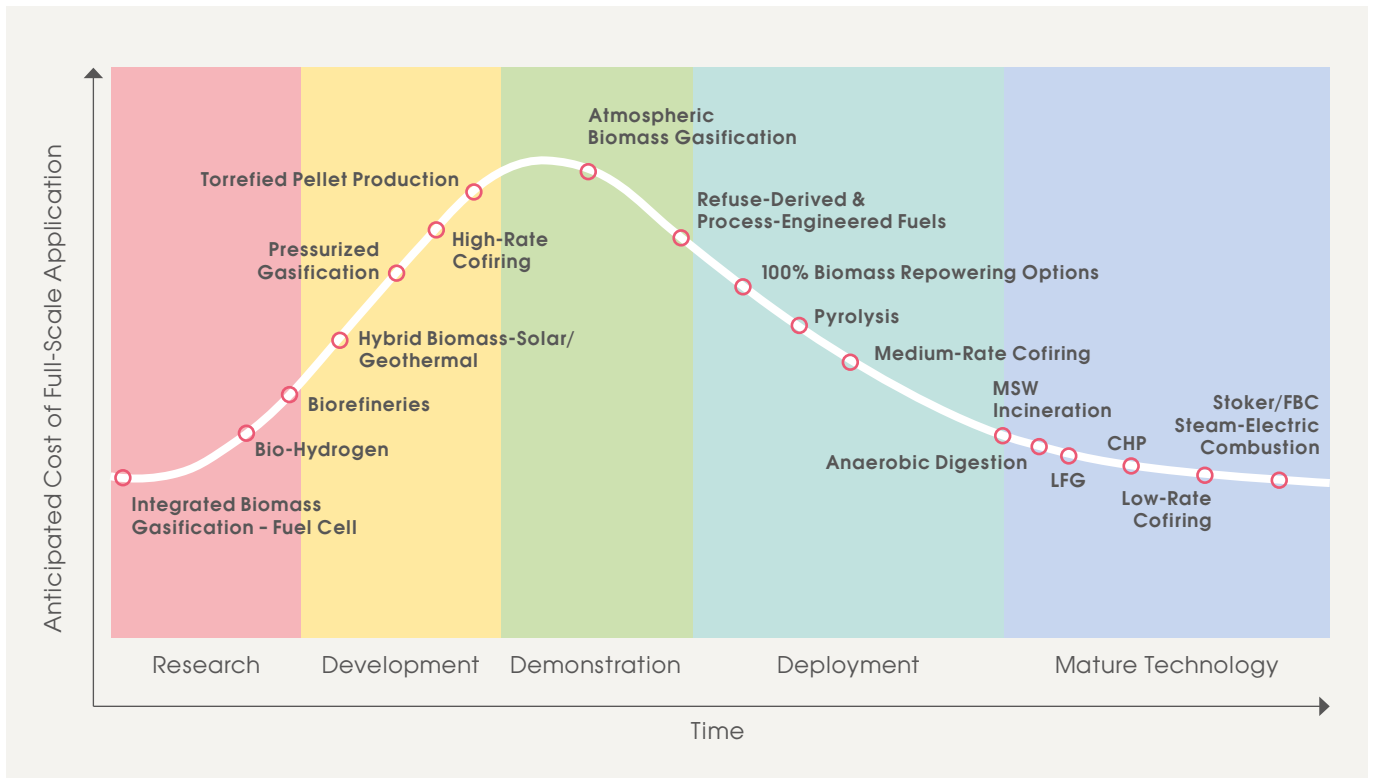 Anticipated Cost of Full-Scale Application
Atmospheric
Biomass Gasification
Torrefied Pellet Production
Refuse-Derived &
Process-Engineered Fuels
Pressurized
Gasification
High-Rate
Cofiring
100% Biomass Repowering Options
Pyrolysis
Hybrid Biomass-Solar/
Geothermal
Medium-Rate Cofiring
Biorefineries
MSW
Incineration
Stoker/FBC
Steam-Electric
Combustion
Bio-Hydrogen
CHP
Anaerobic Digestion
LFG
Integrated Biomass
Gasification – Fuel Cell
Low-Rate
Cofiring
Research
Development
Demonstration
Deployment
Mature Technology
Time